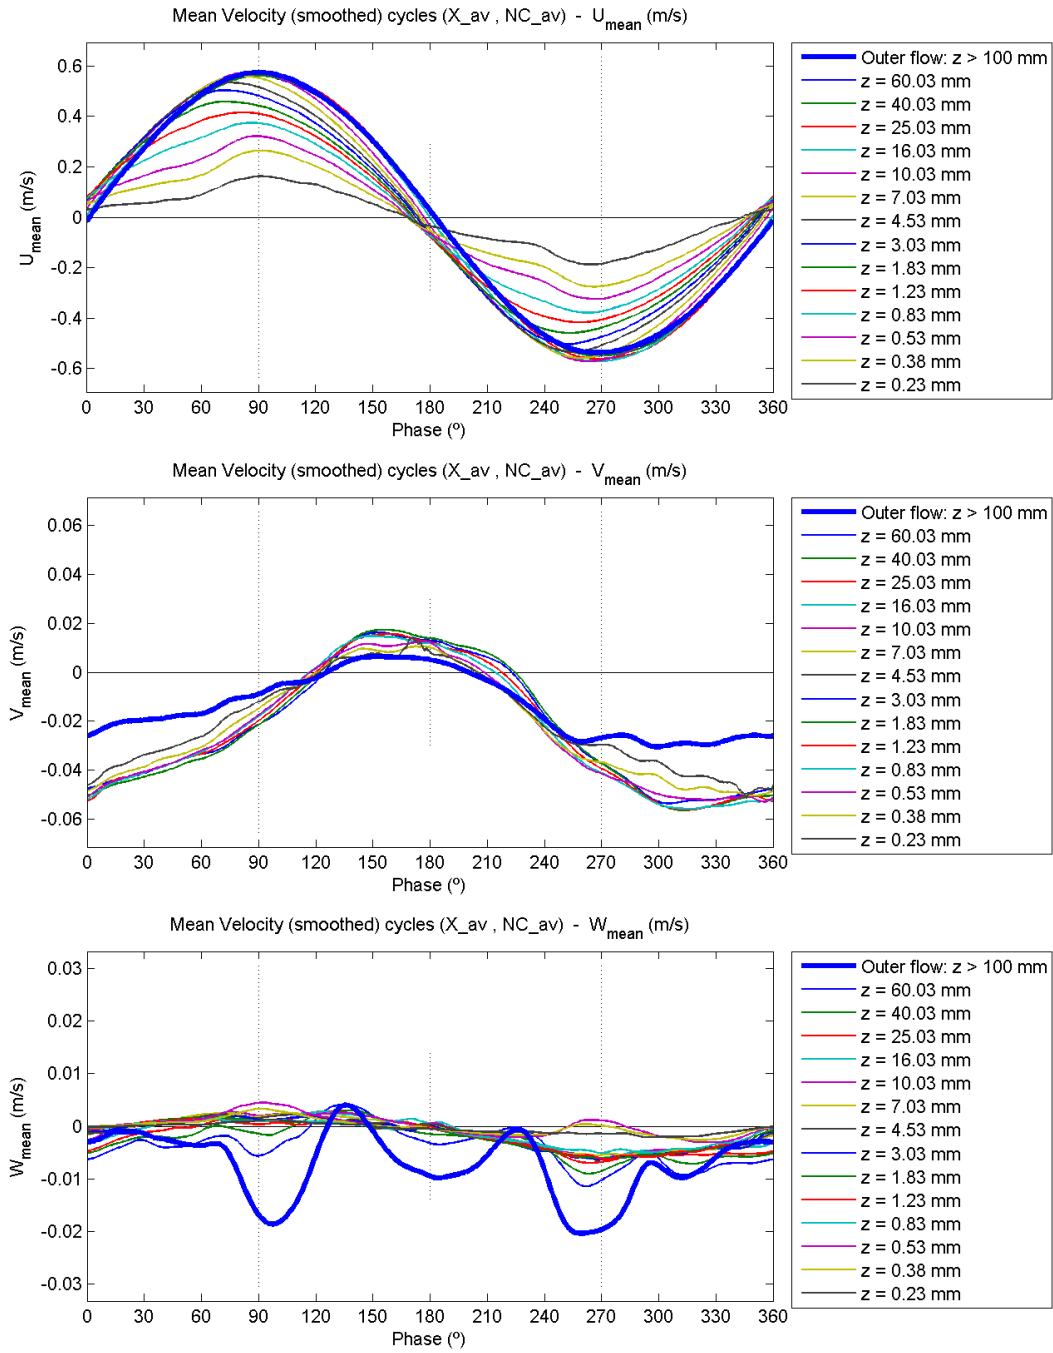 Mean Velocity (smoothed) cycles (X_av , NC_av) - U_mean (m/s)
U_mean (m/s)
0.6
0.4
0.2
0
-0.2
-0.4
-0.6
0 30 60 90 120 150 180 210 240 270 300 330 360
Phase (º)
Outer flow: z > 100 mm
z = 60.03 mm
z = 40.03 mm
z = 25.03 mm
z = 16.03 mm
z = 10.03 mm
z = 7.03 mm
z = 4.53 mm
z = 3.03 mm
z = 1.83 mm
z = 1.23 mm
z = 0.83 mm
z = 0.53 mm
z = 0.38 mm
z = 0.23 mm
Mean Velocity (smoothed) cycles (X_av , NC_av) - V_mean (m/s)
V_mean (m/s)
0.06
0.04
0.02
0
-0.02
-0.04
-0.06
0 30 60 90 120 150 180 210 240 270 300 330 360
Phase (º)
Outer flow: z > 100 mm
z = 60.03 mm
z = 40.03 mm
z = 25.03 mm
z = 16.03 mm
z = 10.03 mm
z = 7.03 mm
z = 4.53 mm
z = 3.03 mm
z = 1.83 mm
z = 1.23 mm
z = 0.83 mm
z = 0.53 mm
z = 0.38 mm
z = 0.23 mm
Mean Velocity (smoothed) cycles (X_av , NC_av) - W_mean (m/s)
W_mean (m/s)
0.03
0.02
0.01
0
-0.01
-0.02
-0.03
0 30 60 90 120 150 180 210 240 270 300 330 360
Phase (º)
Outer flow: z > 100 mm
z = 60.03 mm
z = 40.03 mm
z = 25.03 mm
z = 16.03 mm
z = 10.03 mm
z = 7.03 mm
z = 4.53 mm
z = 3.03 mm
z = 1.83 mm
z = 1.23 mm
z = 0.83 mm
z = 0.53 mm
z = 0.38 mm
z = 0.23 mm